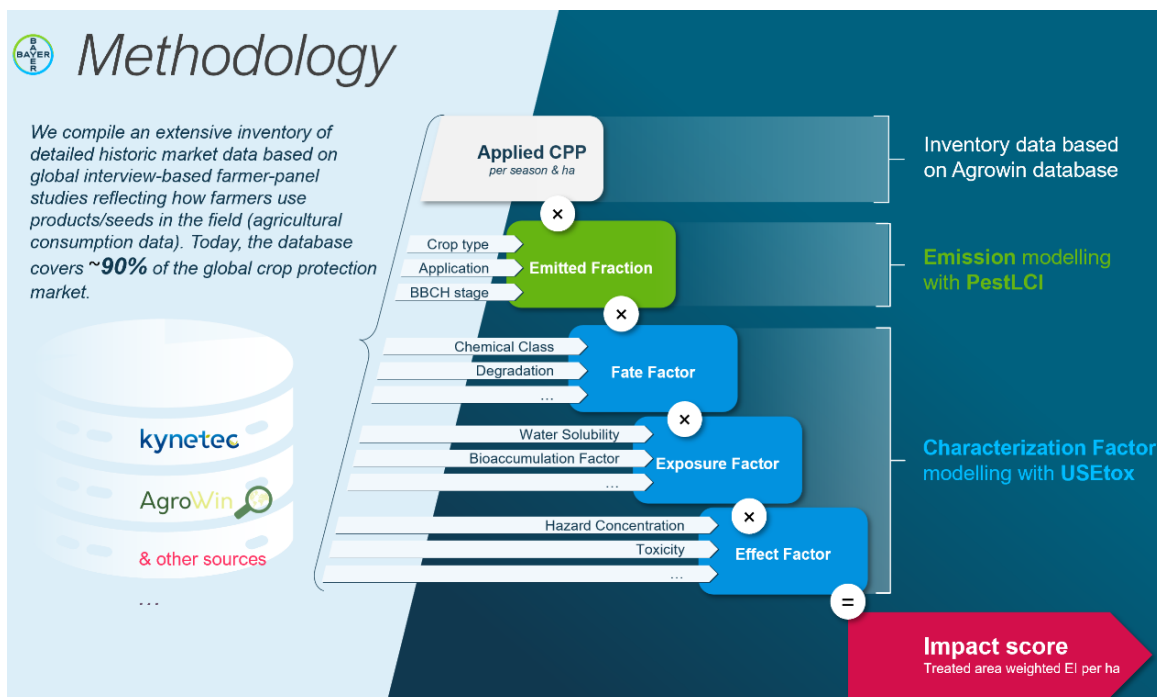 BAYER
BAYER
Methodology
We compile an extensive inventory of
detailed historic market data based on
global interview-based farmer-panel
studies reflecting how farmers use
products/seeds in the field (agricultural
consumption data). Today, the database
covers ~90% of the global crop protection
market.
kynetec
AgroWin
& other sources
...
Applied CPP
per season & ha
×
Crop type
Application
BBCH stage
Emitted Fraction
×
Chemical Class
Degradation
...
Fate Factor
×
Water Solubility
Bioaccumulation Factor
...
Exposure Factor
×
Hazard Concentration
Toxicity
...
Effect Factor
=
Inventory data based
on Agrowin database
Emission modelling
with PestLCI
Characterization Factor
modelling with USEtox
Impact score
Treated area weighted EI per ha